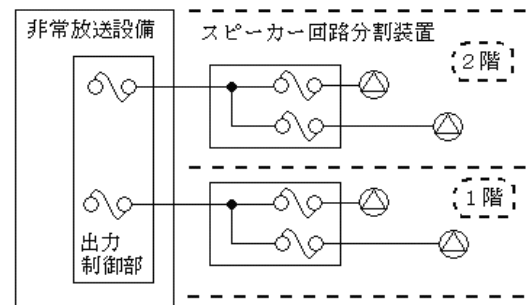 非常放送設備
スピーカー回路分割装置
2階
1階
出力
制御部